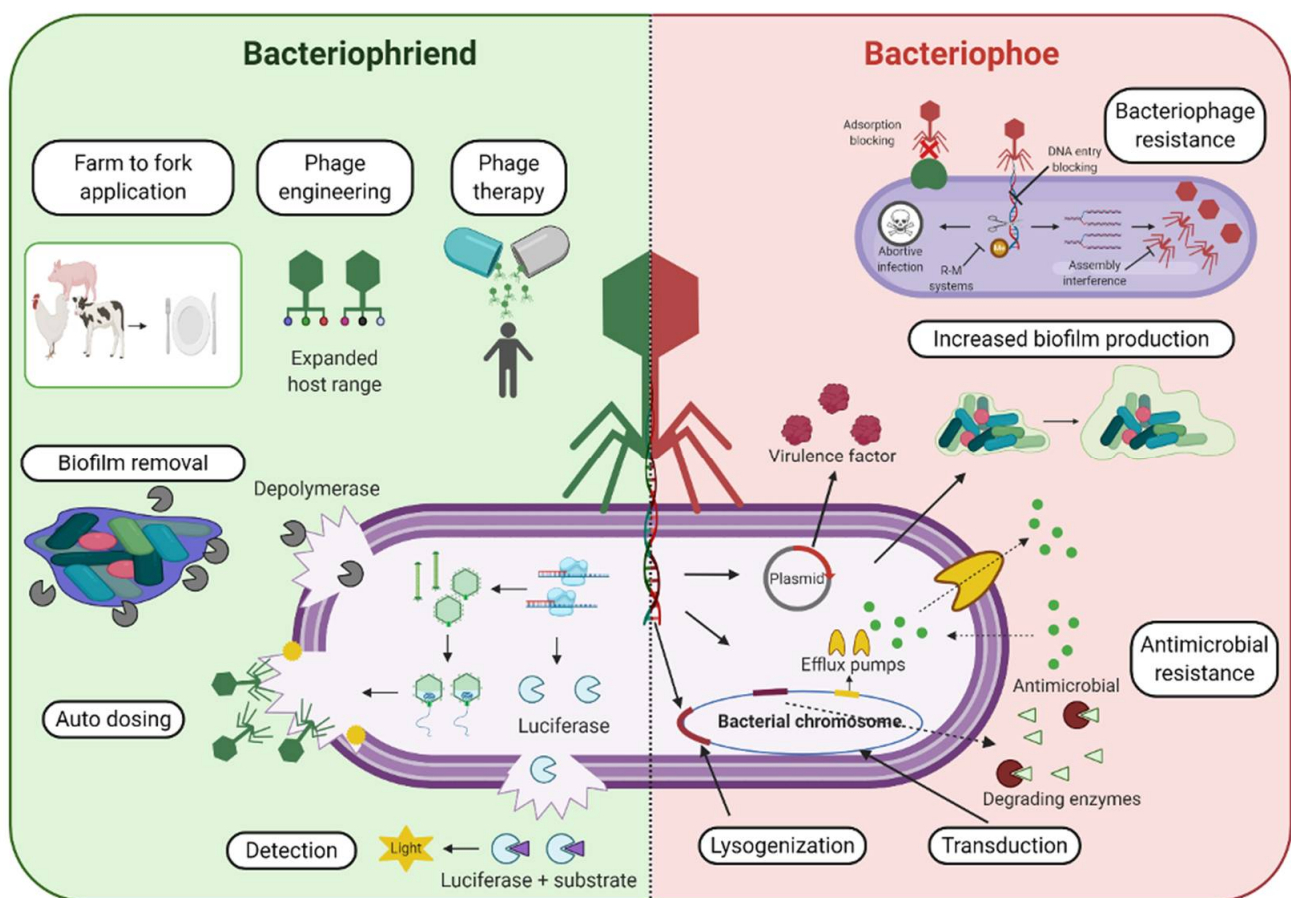 Bacteriophriend
Bacteriophoe
Farm to fork
application
Phage
engineering
Phage
therapy
Expanded
host range
Biofilm removal
Depolymerase
Auto dosing
Luciferase
Detection
Light
Luciferase + substrate
Adsorption
blocking
DNA entry
blocking
Bacteriophage
resistance
Abortive
infection
R-M
systems
Me
Assembly
interference
Increased biofilm production
Virulence factor
Plasmid
Efflux pumps
Antimicrobial
resistance
Antimicrobial
Bacterial chromosome
Degrading enzymes
Lysogenization
Transduction